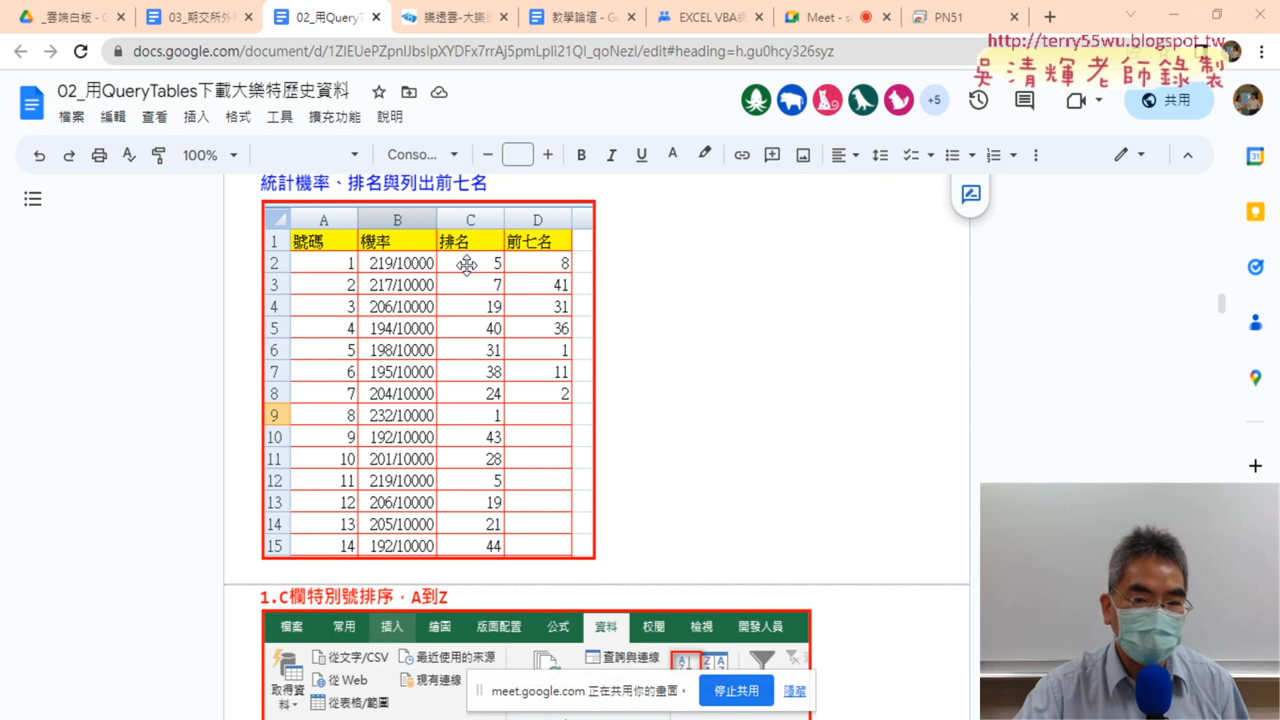 _雲端白板 - G
03_期交所外
02_用QueryT
樂透雲-大樂
教學論壇 - Go
EXCEL VBA
Meet - s
PN51
docs.google.com/document/d/1ZIEUePZpnIJbsIpXYDFx7rrAj5pmLpli21QI_qoNezI/edit#heading=h.gu0hcy326syz
http://terry55wu.blogspot.tw
吳清輝老師錄製
02_用QueryTables下載大樂特歷史資料
+5
共用
檔案 編輯 查看 插入 格式 工具 擴充功能 說明
100%
Conso...
B I U A
統計機率、排名與列出前七名
A B C D
1 號碼 機率 排名 前七名
2 1 219/10000 5 8
3 2 217/10000 7 41
4 3 206/10000 19 31
5 4 194/10000 40 36
6 5 198/10000 31 1
7 6 195/10000 38 11
8 7 204/10000 24 2
9 8 232/10000 1
10 9 192/10000 43
11 10 201/10000 28
12 11 219/10000 5
13 12 206/10000 19
14 13 205/10000 21
15 14 192/10000 44
1.C欄特別號排序，A到Z
檔案 常用 插入 繪圖 版面配置 公式 資料 校閱 檢視 開發人員
取得資料
從文字/CSV
從 Web
從表格/範圍
最近使用的來源
現有連線
查詢與連線
meet.google.com 正在共用你的畫面。
停止共用
隱藏